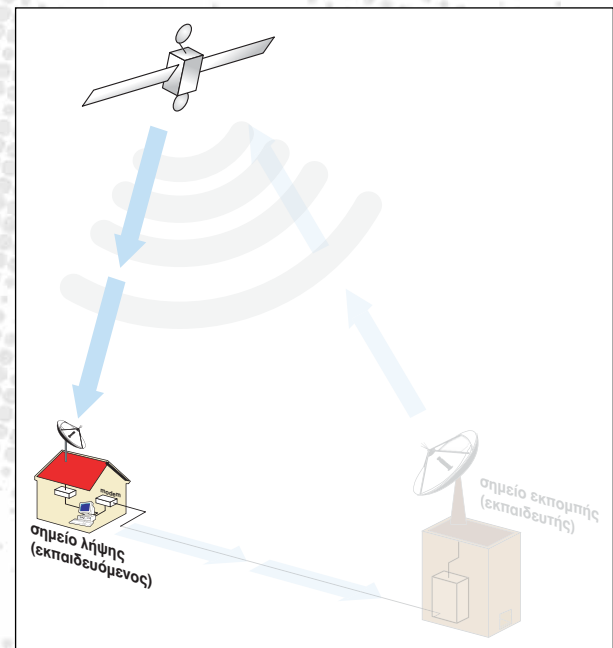 modem
σημείο λήψης
(εκπαιδευόμενος)
σημείο εκπομπής
(εκπαιδευτής)